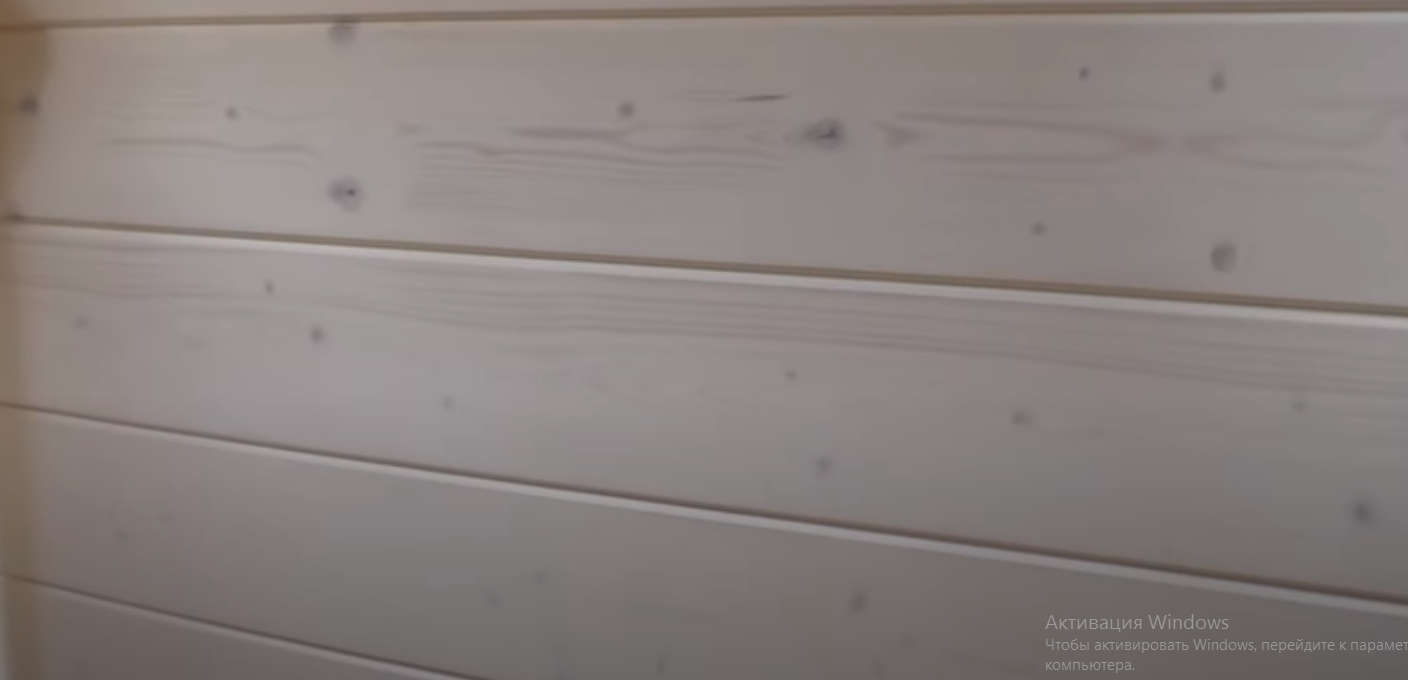 Активация Windows
Чтобы активировать Windows, перейдите к парамет
компьютера.